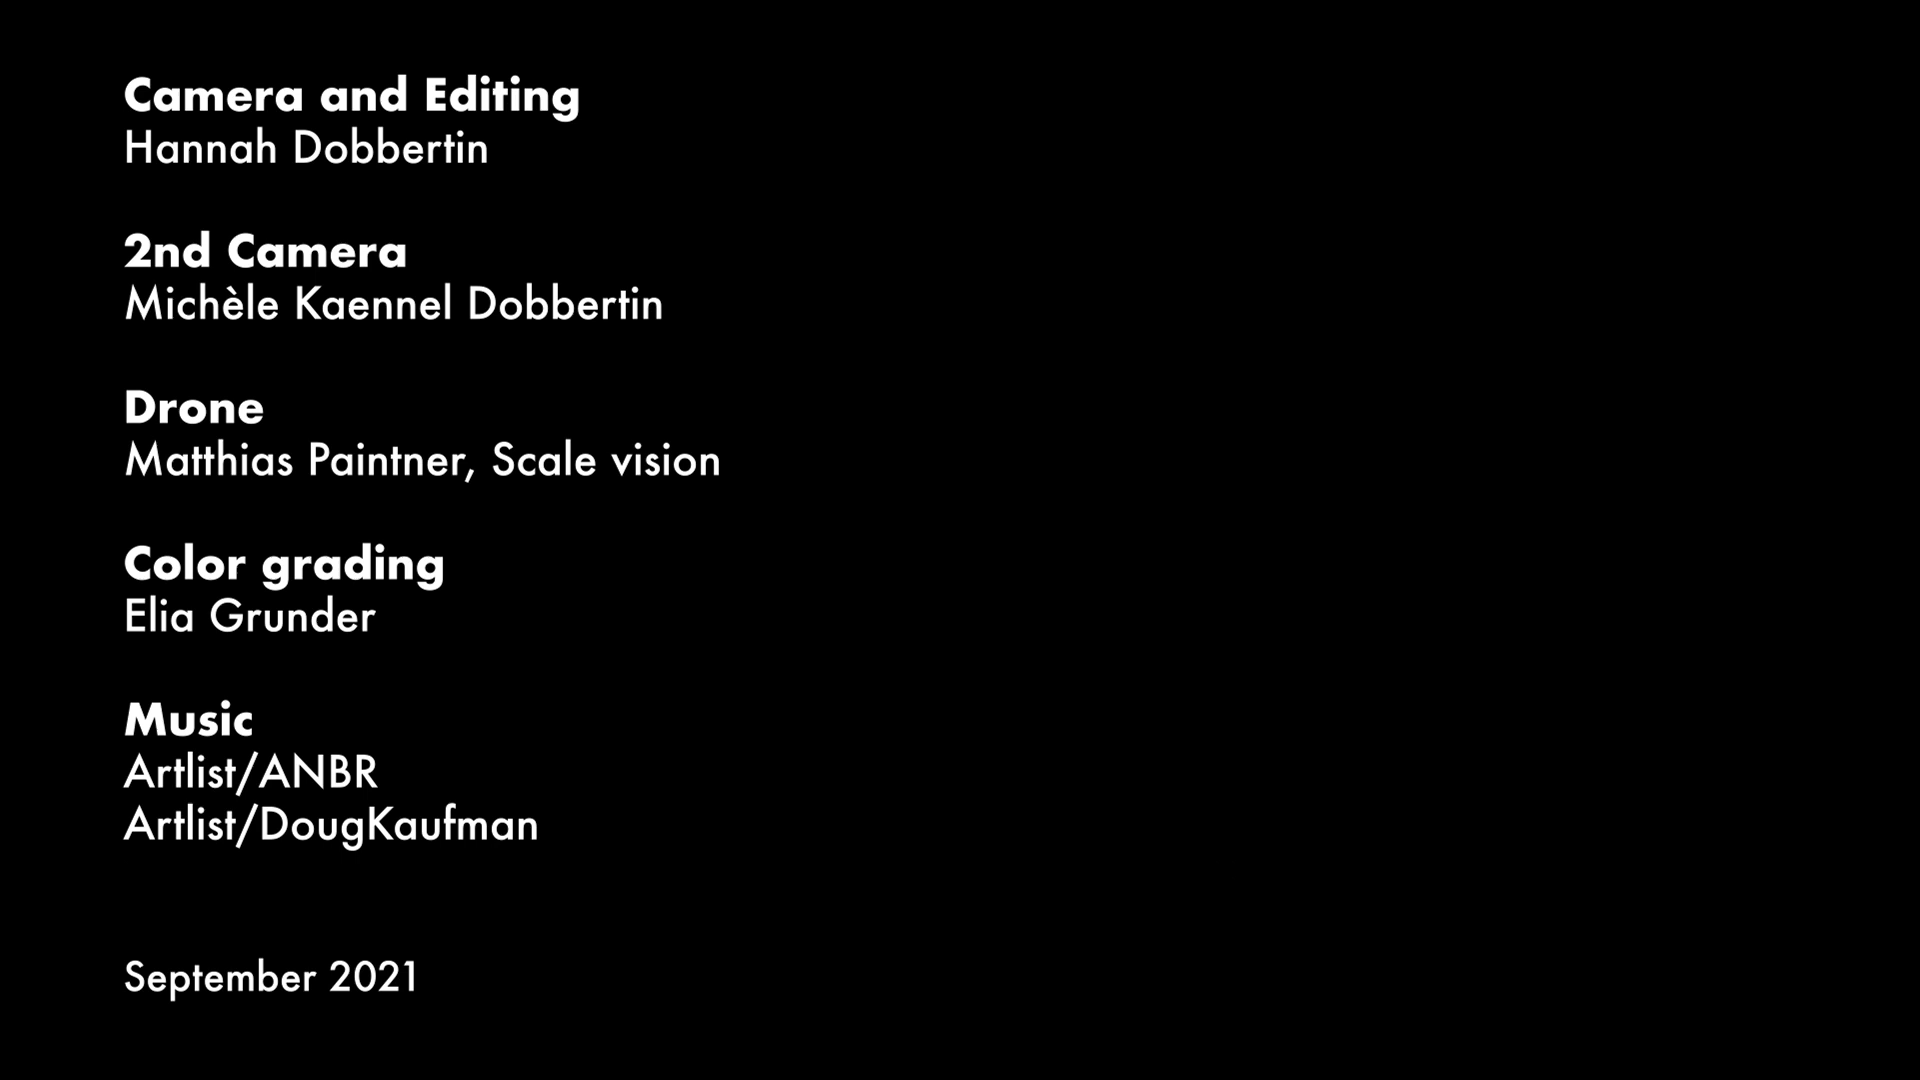 Camera and Editing
Hannah Dobbertin
2nd Camera
Michèle Kaennel Dobbertin
Drone
Matthias Paintner, Scale vision
Color grading
Elia Grunder
Music
Artlist/ANBR
Artlist/DougKaufman
September 2021